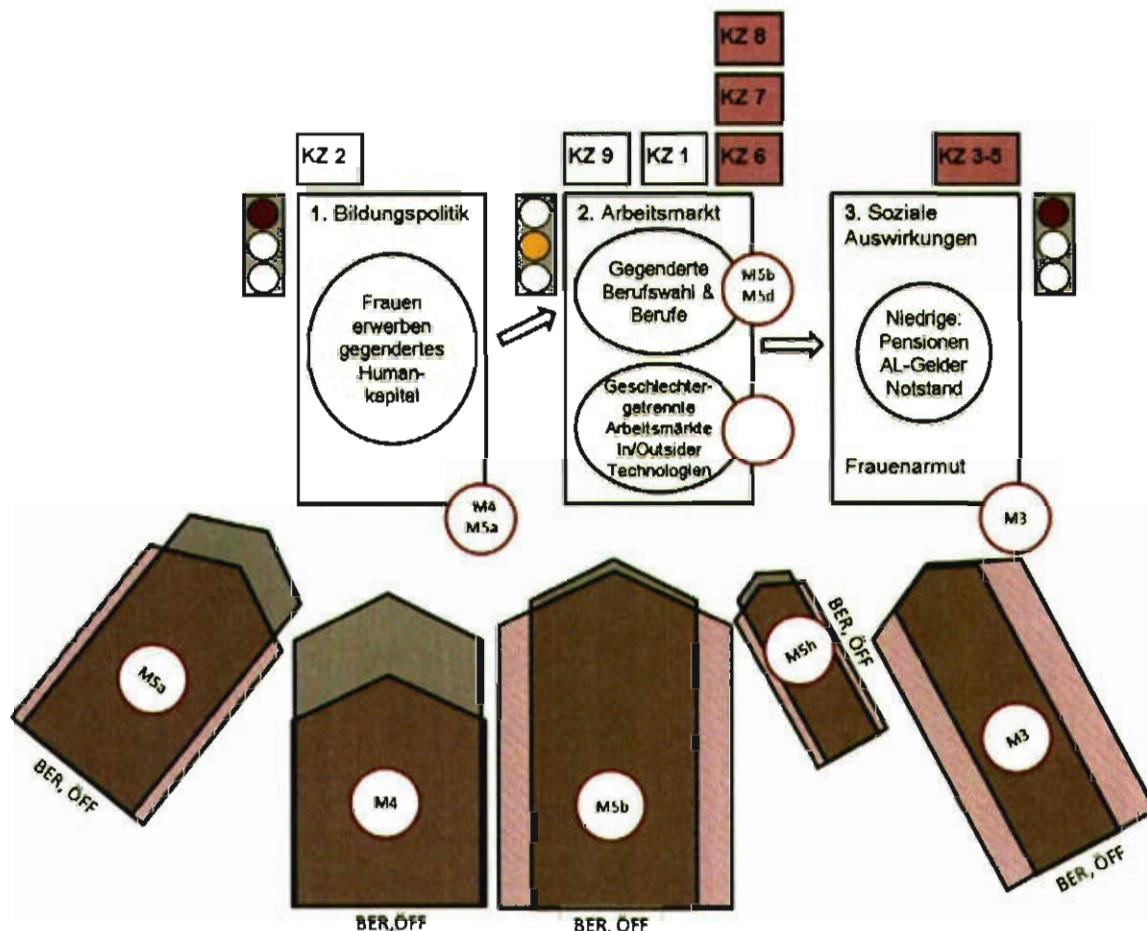 KZ 8
KZ 7
KZ 2
KZ 9
KZ 1
KZ 6
KZ 3-5
1. Bildungspolitik
Frauen
erwerben
gegendertes
Human-
kapital
M4
M5a
2. Arbeitsmarkt
Gegenderte
Berufswahl &
Berufe
M5b
M5d
Geschlechter-
getrennte
Arbeitsmärkte
In/Outsider
Technologien
3. Soziale
Auswirkungen
Niedrige:
Pensionen
AL-Gelder
Notstand
Frauenarmut
M3
M5a
BER, ÖFF
M4
BER,ÖFF
M5b
BER, ÖFF
M5h
BER, ÖFF
M3
BER, ÖFF